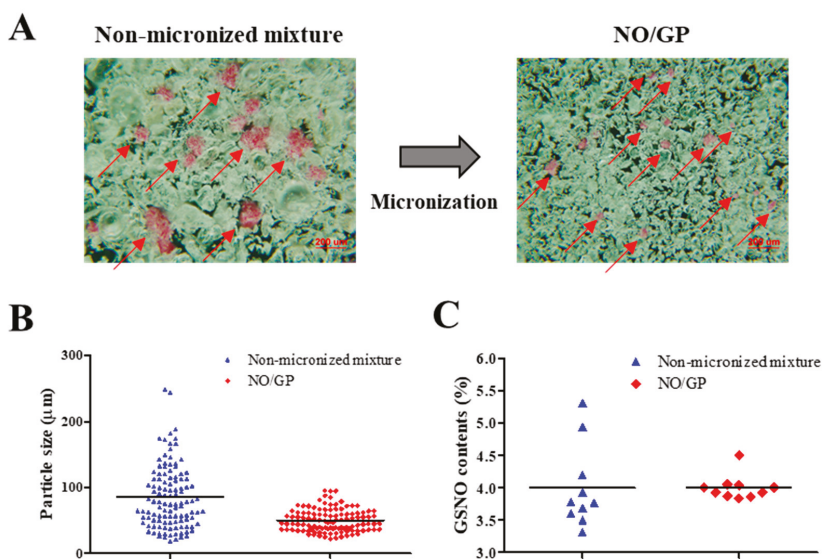 A
Non-micronized mixture
NO/GP
Micronization
200 um
100 um
B
Particle size (μm)
300
200
100
0
Non-micronized mixture
NO/GP
C
GSNO contents (%)
6.0
5.5
5.0
4.5
4.0
3.5
3.0
Non-micronized mixture
NO/GP